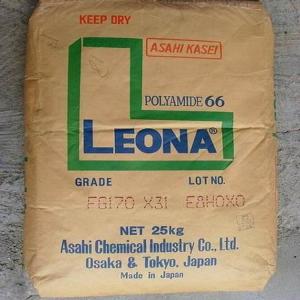 KEEP DRY
ASAHI KASEI
POLYAMIDE 66
LEONA®
GRADE LOT NO.
FG170 X31 E8H0X0
NET 25kg
Asahi Chemical Industry Co., Ltd.
Osaka & Tokyo, Japan
Made in Japan